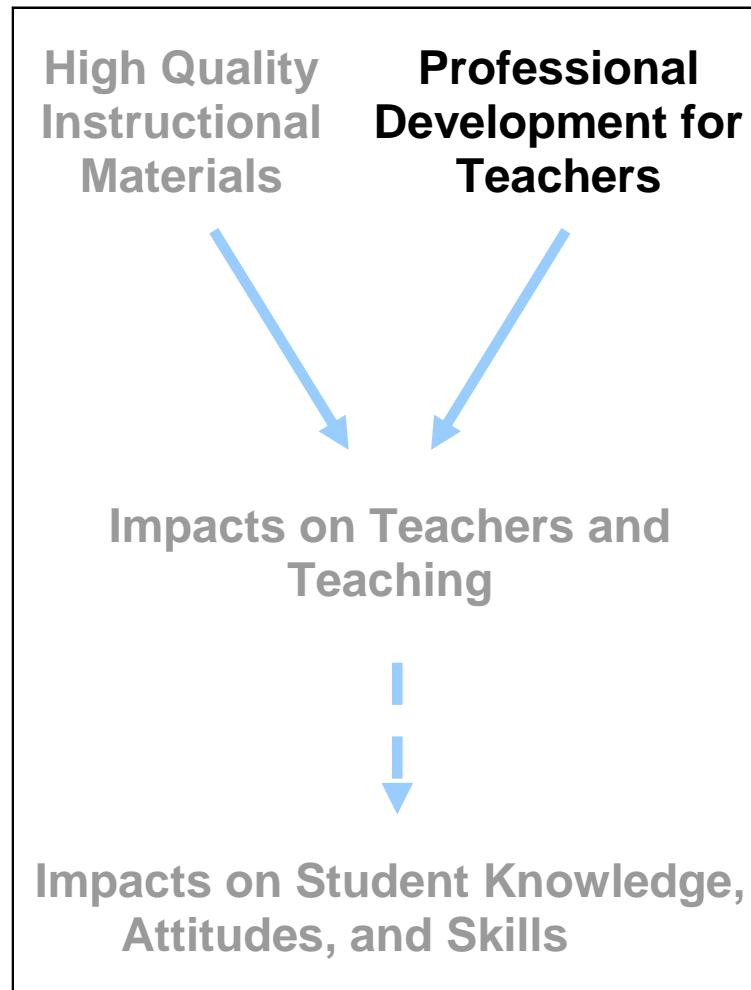 High Quality
Instructional
Materials
Professional
Development for
Teachers
Impacts on Teachers and
Teaching
Impacts on Student Knowledge,
Attitudes, and Skills